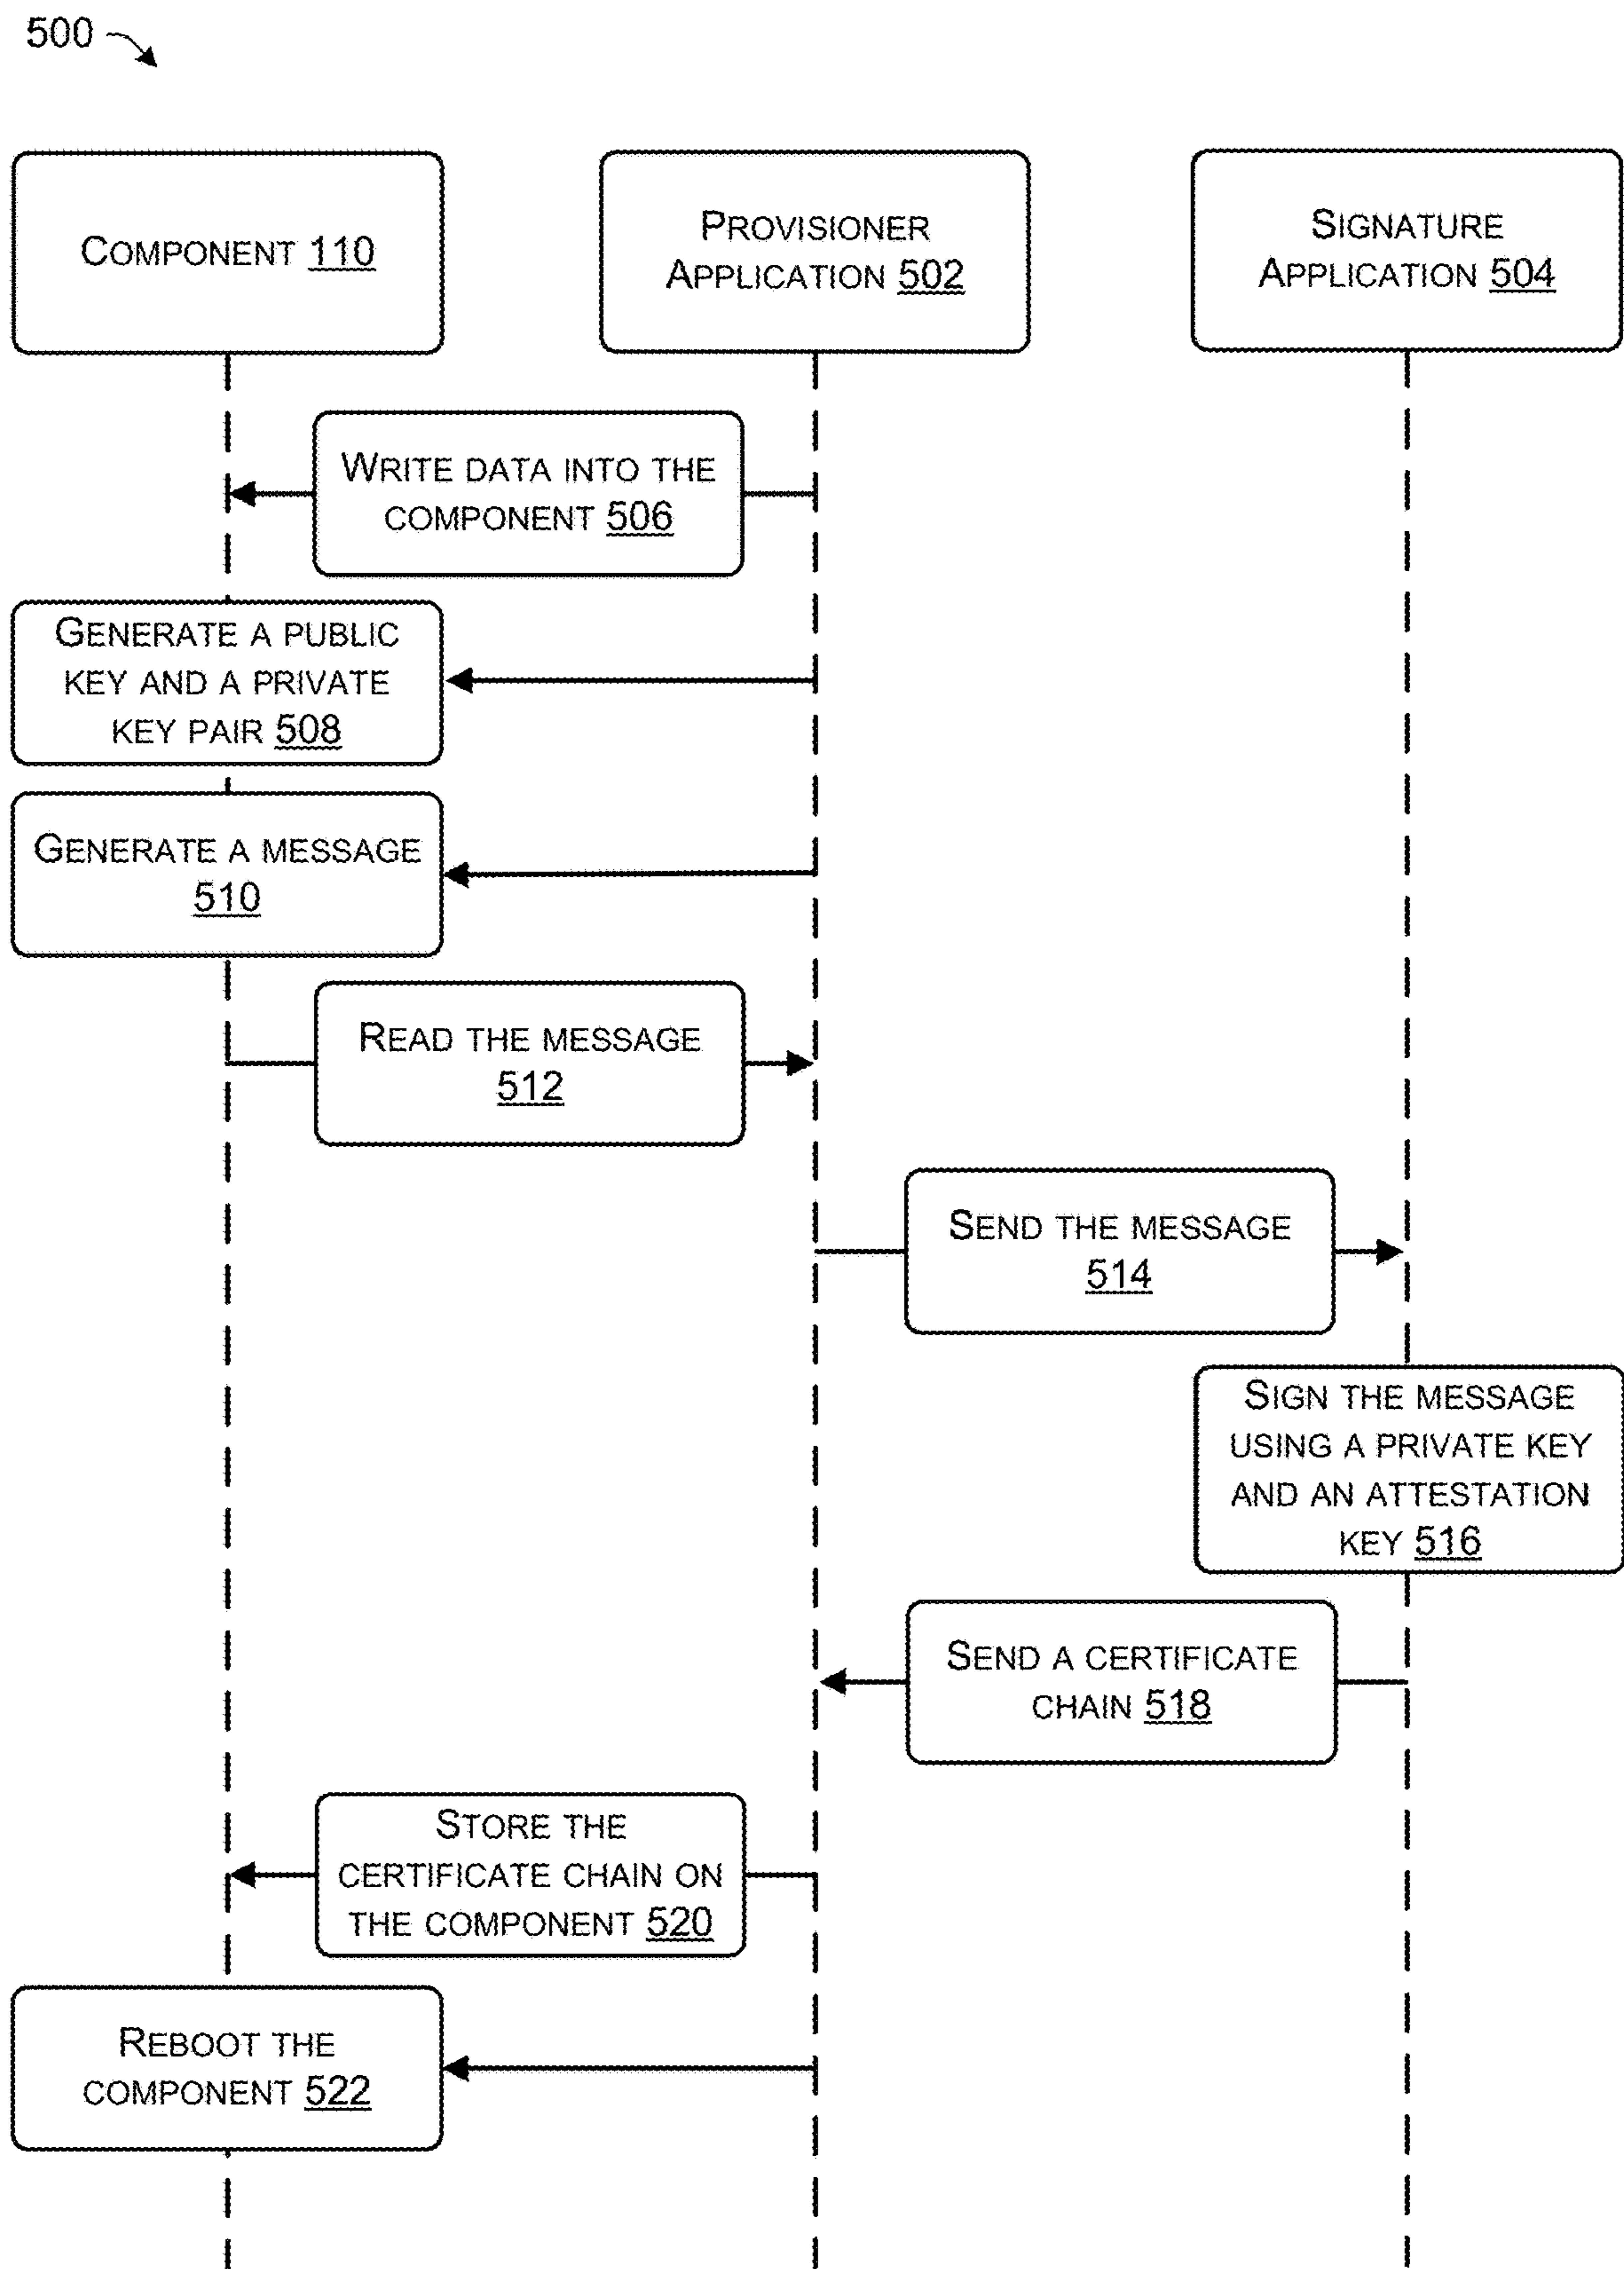 500
COMPONENT 110
PROVISIONER
APPLICATION 502
SIGNATURE
APPLICATION 504
WRITE DATA INTO THE
COMPONENT 506
GENERATE A PUBLIC
KEY AND A PRIVATE
KEY PAIR 508
GENERATE A MESSAGE
510
READ THE MESSAGE
512
SEND THE MESSAGE
514
SIGN THE MESSAGE
USING A PRIVATE KEY
AND AN ATTESTATION
KEY 516
SEND A CERTIFICATE
CHAIN 518
STORE THE
CERTIFICATE CHAIN ON
THE COMPONENT 520
REBOOT THE
COMPONENT 522